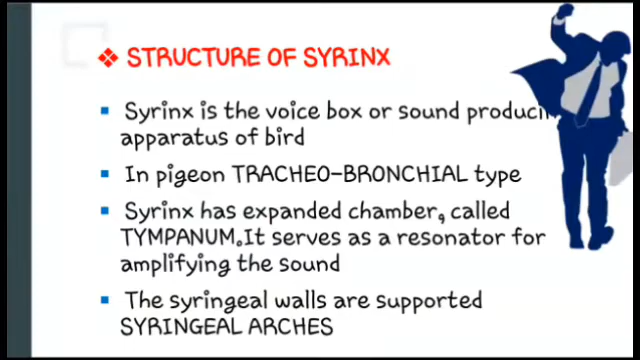 ❖ STRUCTURE OF SYRINX
▪ Syrinx is the voice box or sound producin
apparatus of bird
▪ In pigeon TRACHEO-BRONCHIAL type
▪ Syrinx has expanded chamber, called
TYMPANUM.It serves as a resonator for
amplifying the sound
▪ The syringeal walls are supported
SYRINGEAL ARCHES